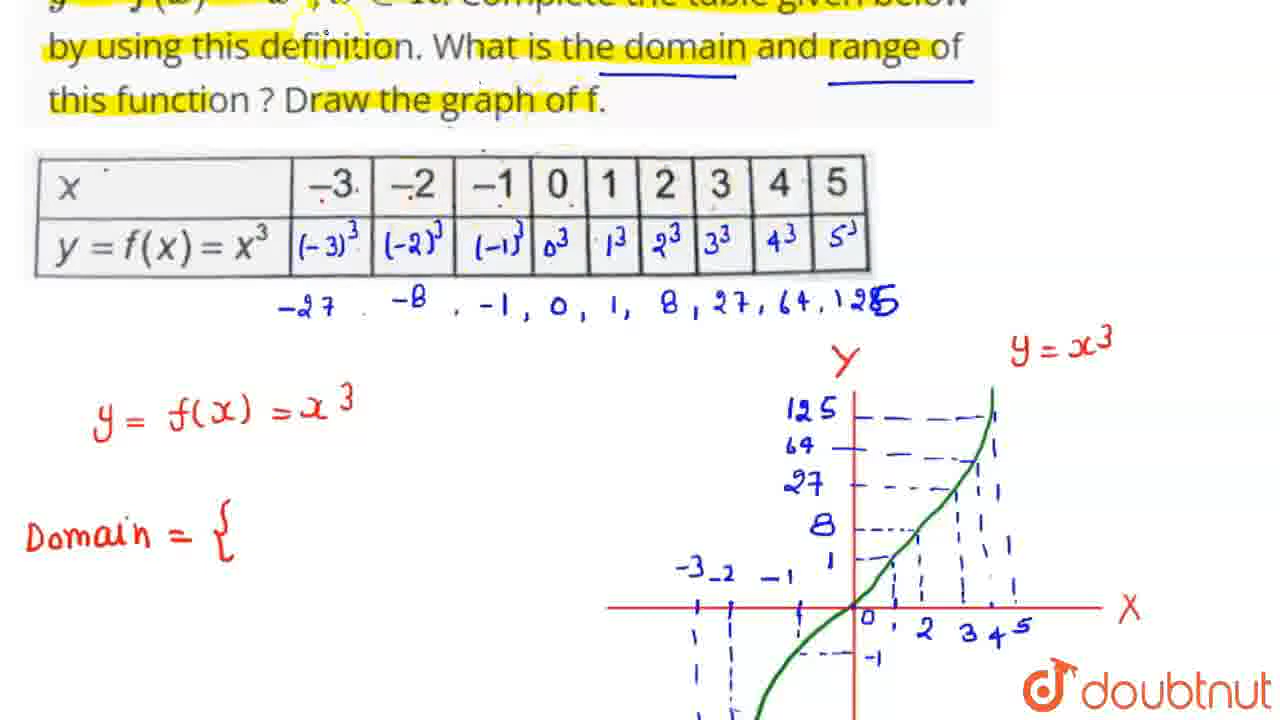 by using this definition. What is the domain and range of
this function ? Draw the graph of f.
x −3 −2 −1 0 1 2 3 4 5
y = f(x) = x³ (-3)³ (-2)³ (-1)³ 0³ 1³ 2³ 3³ 4³ 5³
-27 . -8 . -1, 0, 1, 8, 27, 64, 125
y = x³
Y
y = f(x) = x³
125
64
27
Domain = {
8
1
-3 -2 -1
0 1 2 3 4 5
X
-1
doubtnut